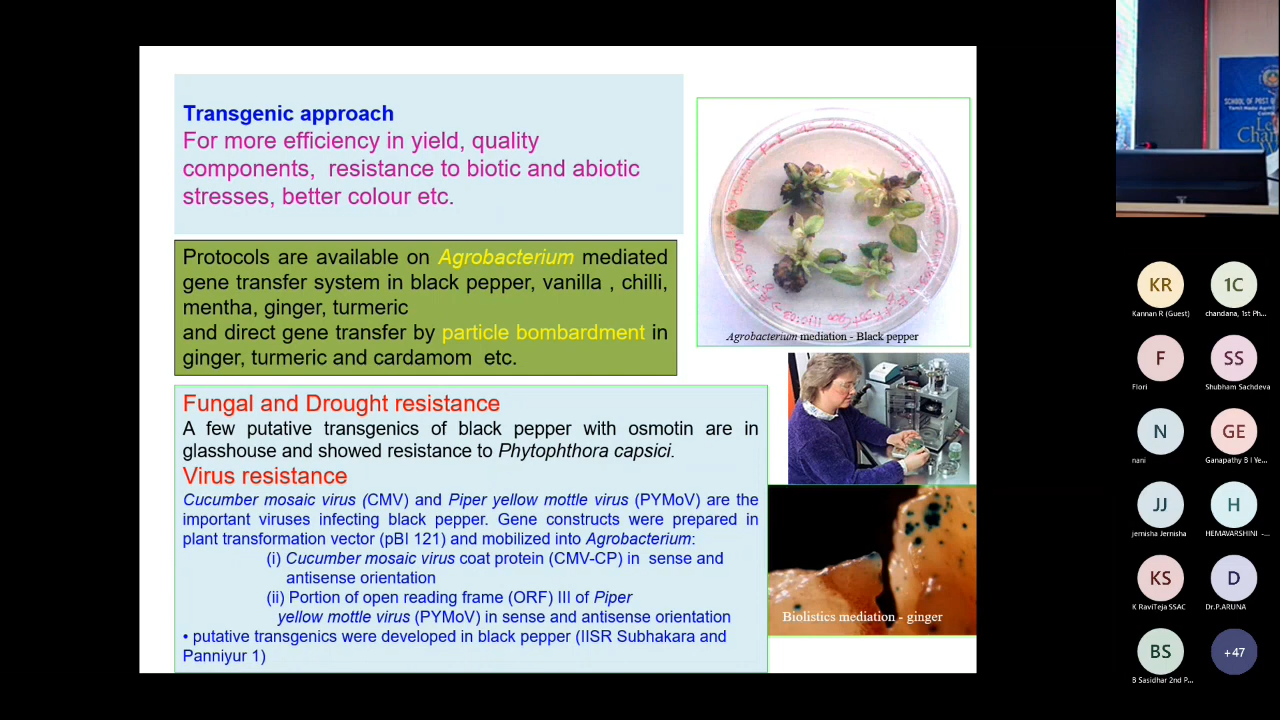 Transgenic approach
For more efficiency in yield, quality
components, resistance to biotic and abiotic
stresses, better colour etc.
Protocols are available on Agrobacterium mediated
gene transfer system in black pepper, vanilla , chilli,
mentha, ginger, turmeric
and direct gene transfer by particle bombardment in
ginger, turmeric and cardamom etc.
Fungal and Drought resistance
A few putative transgenics of black pepper with osmotin are in
glasshouse and showed resistance to Phytophthora capsici.
Virus resistance
Cucumber mosaic virus (CMV) and Piper yellow mottle virus (PYMoV) are the
important viruses infecting black pepper. Gene constructs were prepared in
plant transformation vector (pBI 121) and mobilized into Agrobacterium:
(i) Cucumber mosaic virus coat protein (CMV-CP) in sense and
antisense orientation
(ii) Portion of open reading frame (ORF) III of Piper
yellow mottle virus (PYMoV) in sense and antisense orientation
• putative transgenics were developed in black pepper (IISR Subhakara and
Panniyur 1)
Agrobacterium mediation - Black pepper
Biolistics mediation - ginger
SCHOOL OF POST
KR
Kannan R (Guest)
1C
chandana, 1st Ph...
F
Flori
SS
Shubham Sachdeva
N
nani
GE
Ganapathy B I Ye...
JJ
jernisha Jernisha
H
HEMAVARSHINI -...
KS
K RaviTeja SSAC
D
Dr.P.ARUNA
BS
B Sasidhar 2nd P...
+47